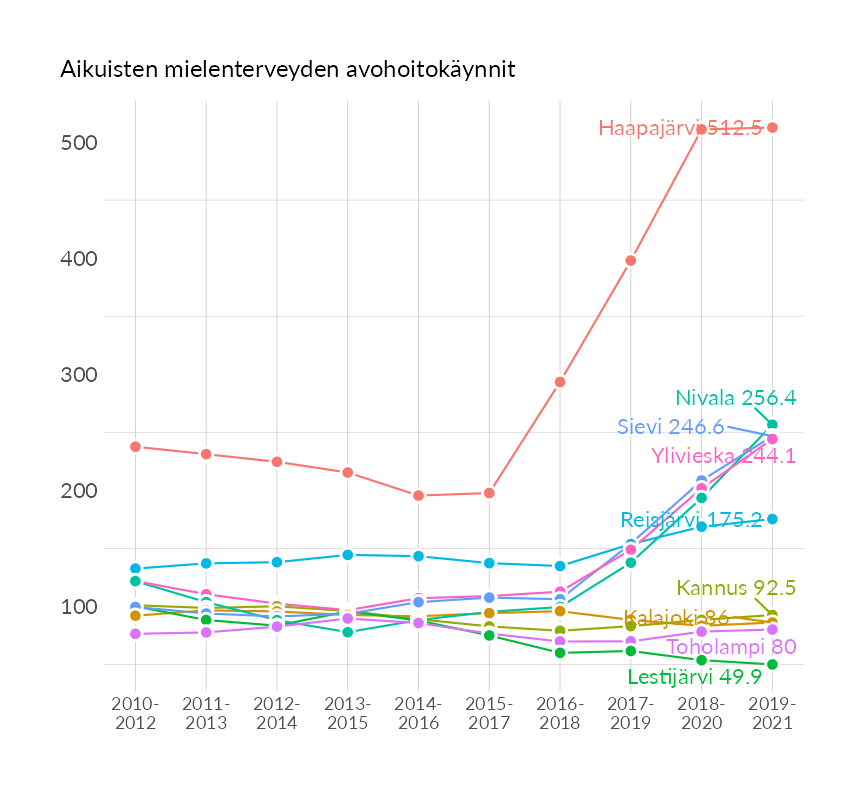 Aikuisten mielenterveyden avohoitokäynnit
500
400
300
200
100
Haapajärvi 512.5
Nivala 256.4
Sievi 246.6
Ylivieska 244.1
Reisjärvi 175.2
Kannus 92.5
Kalajoki 86
Toholampi 80
Lestijärvi 49.9
2010-
2012
2011-
2013
2012-
2014
2013-
2015
2014-
2016
2015-
2017
2016-
2018
2017-
2019
2018-
2020
2019-
2021